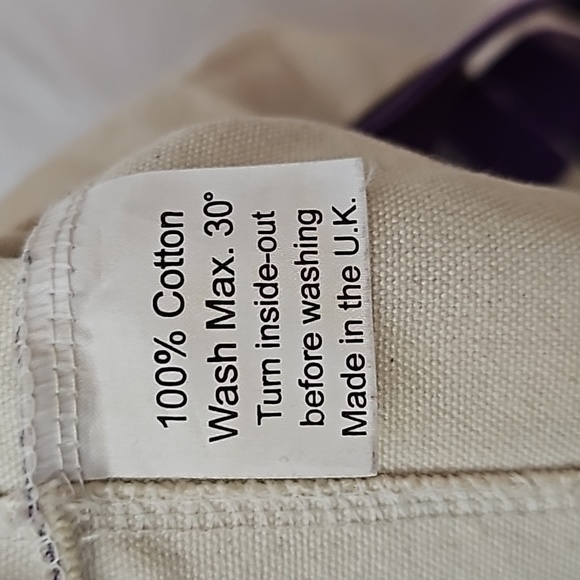 100% Cotton
Wash Max. 30°
Turn inside-out
before washing
Made in the U.K.